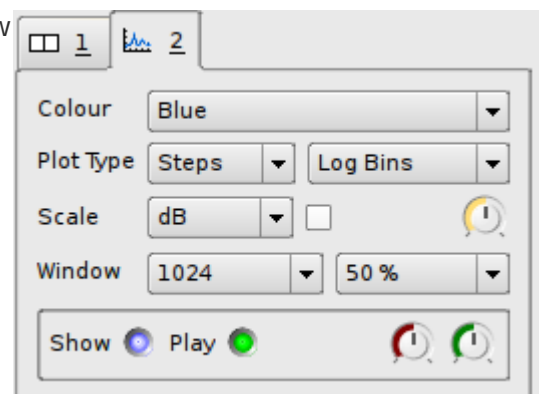 w
1 2
Colour Blue
Plot Type Steps Log Bins
Scale dB
Window 1024 50 %
Show Play